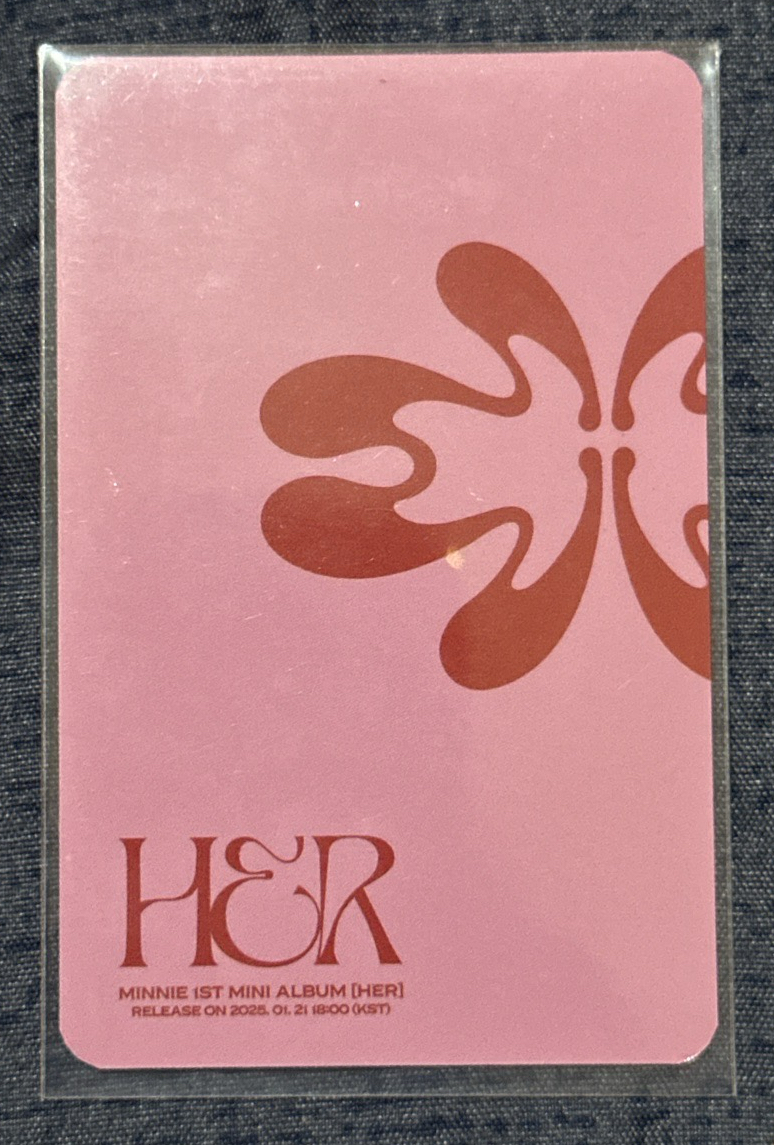 HER
MINNIE 1ST MINI ALBUM [HER]
RELEASE ON 2025. 01. 21 18:00 (KST)